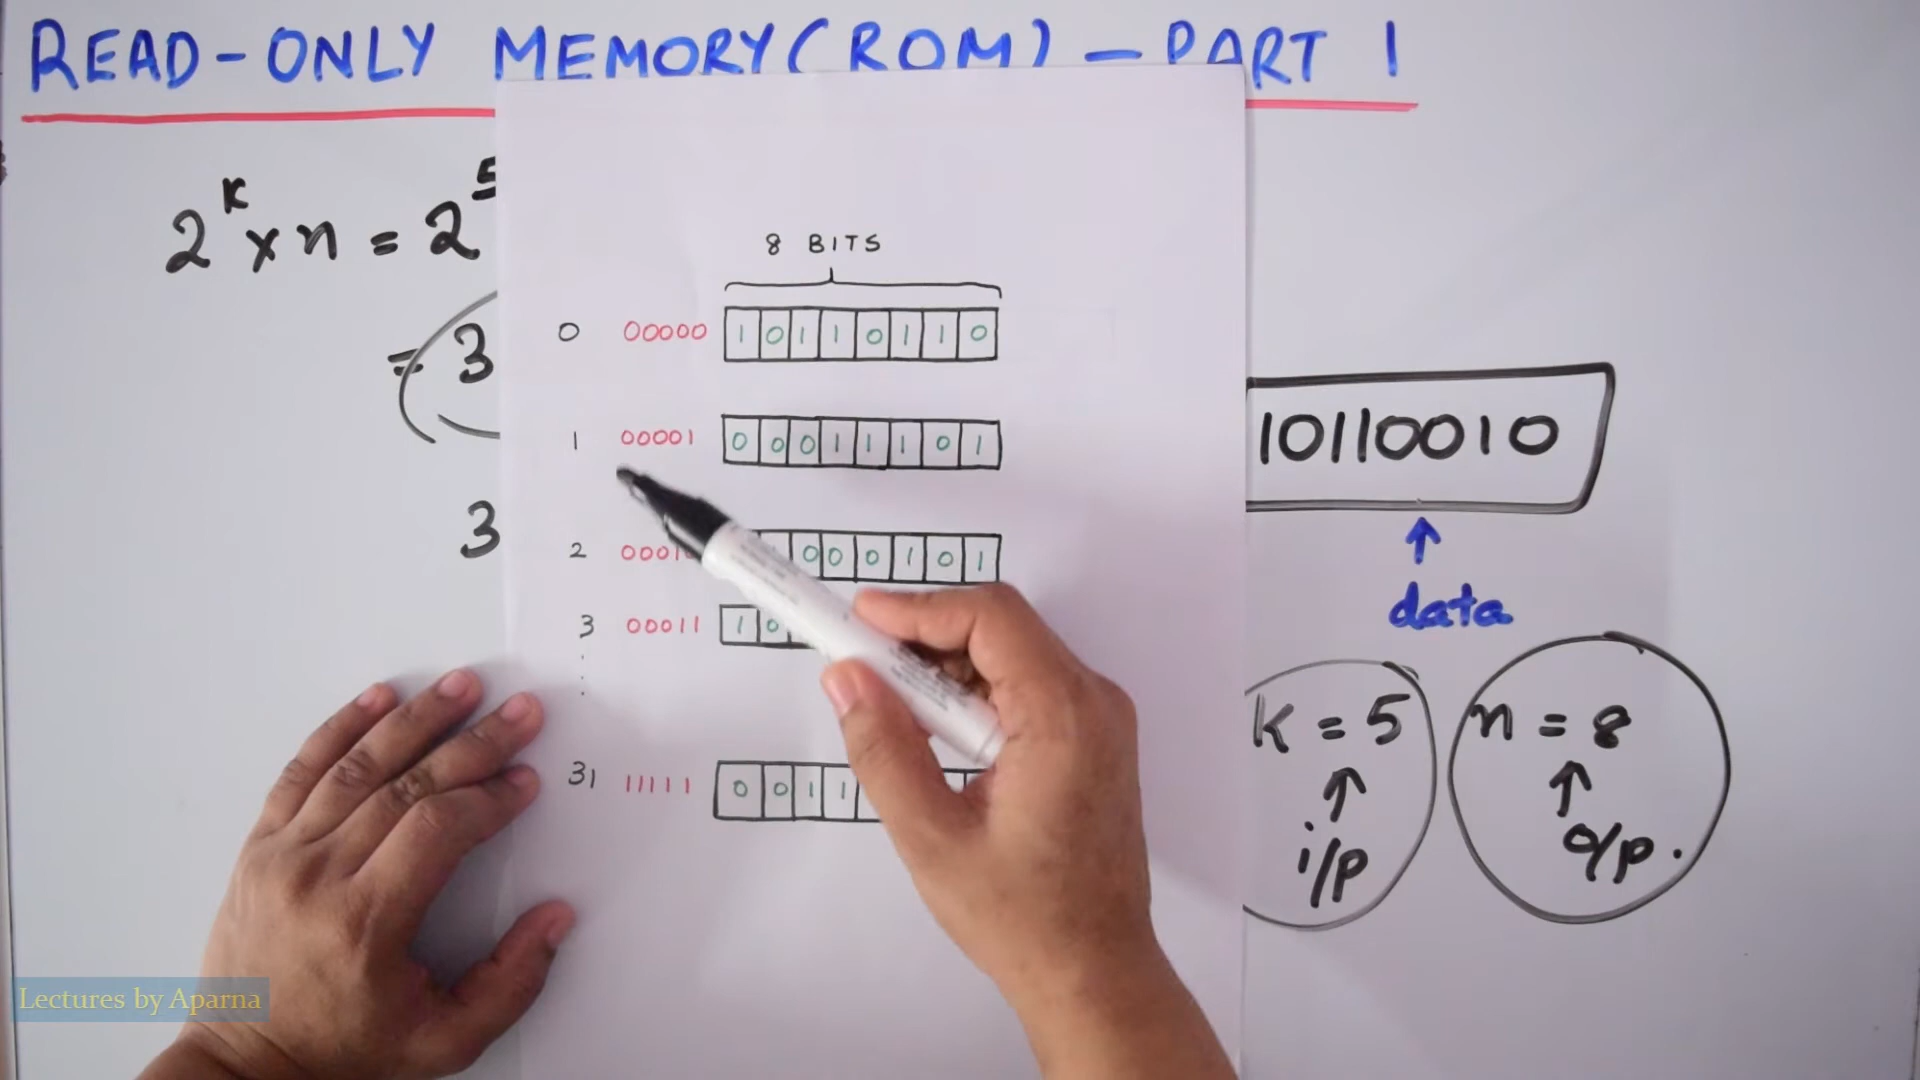 READ-ONLY MEMORY (ROM) - PART 1
2^k × n = 2^5
= 3
3
8 BITS
0 00000 1 0 1 1 0 1 1 0
1 00001 0 0 0 1 1 1 0 1
2 0 0 0 1 0 1
3 00011 1 0
31 11111 0 0 1 1
10110010
data
k = 5
i/p
n = 8
o/p.
Lectures by Aparna